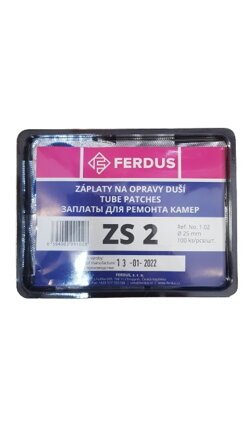 FERDUS
ZÁPLATY NA OPRAVY DUŠÍ
TUBE PATCHES
ЗАПЛАТЫ ДЛЯ РЕМОНТА КАМЕР
ZS 2
Ref. No.: 1-02
Ø 25 mm
100 ks/pcs/шт.
13 -01- 2022
FERDUS, s. r. o.